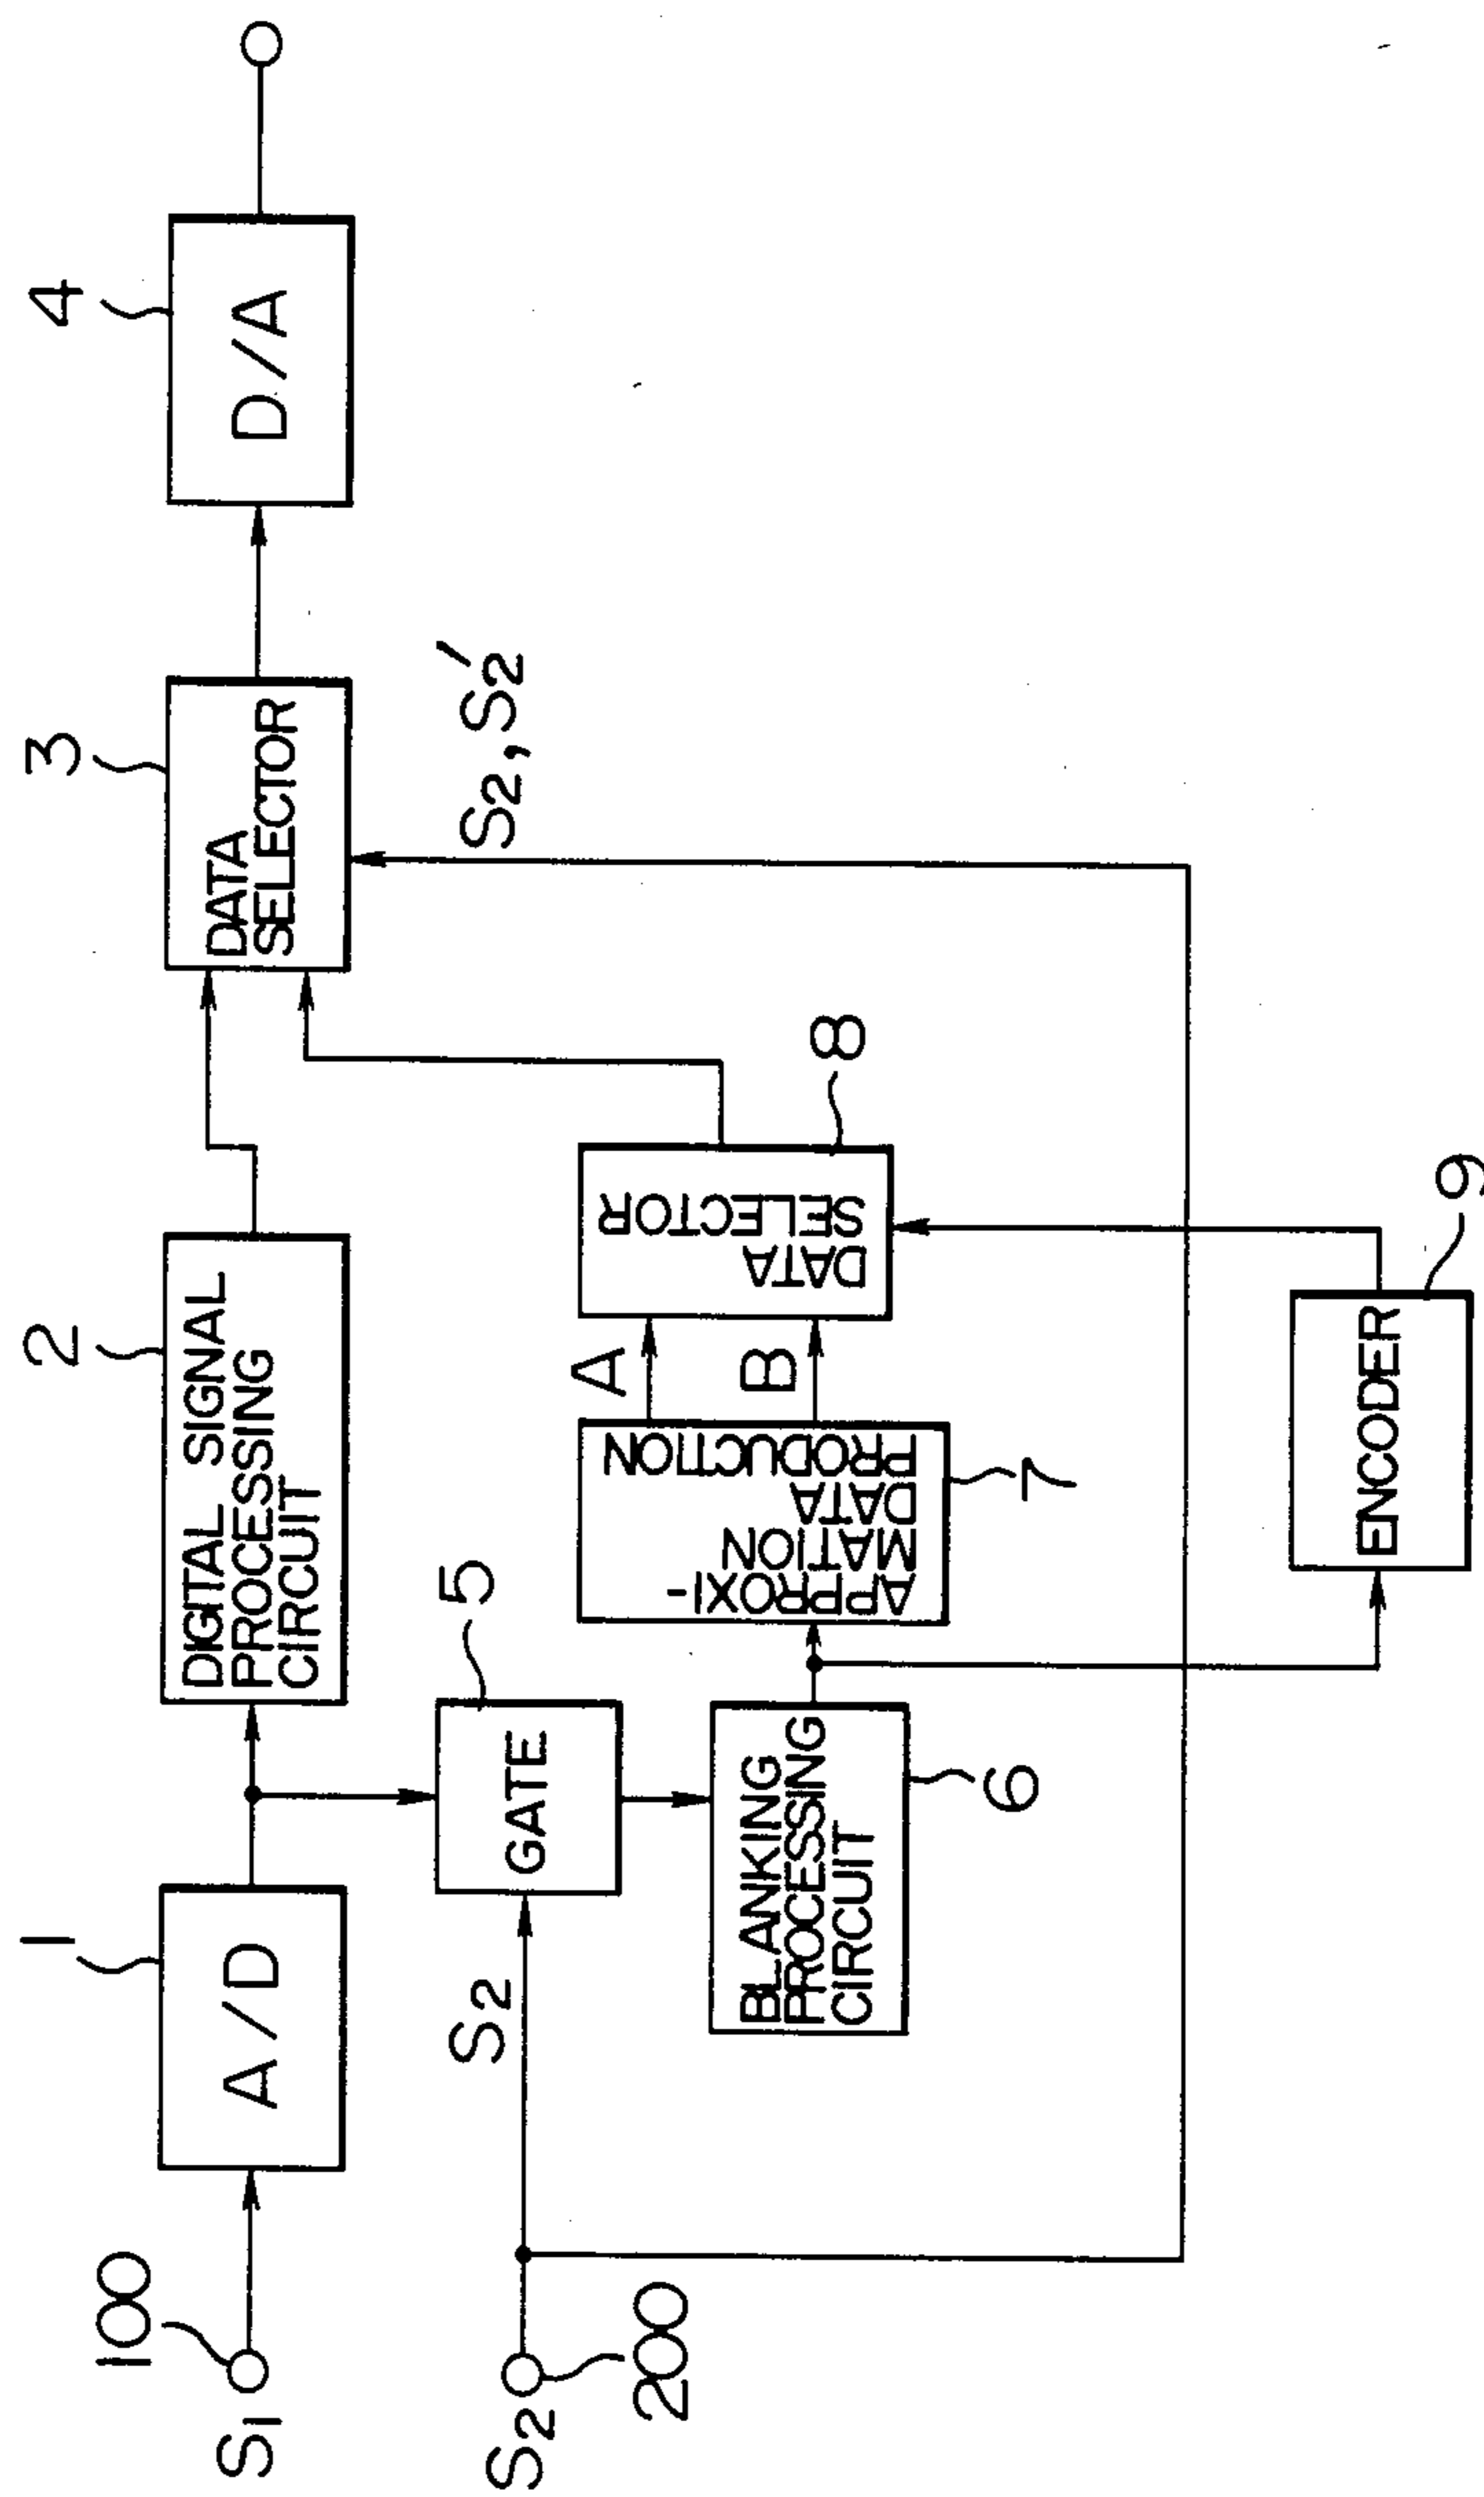 S1
100
1
A/D
2
DIGITAL SIGNAL
PROCESSING
CIRCUIT
3
DATA
SELECTOR
4
D/A
S2
200
S2
5
GATE
6
BLANKING
PROCESSING
CIRCUIT
7
APPROXI-
MATION
DATA
PRODUCTION
A
B
8
DATA
SELECTOR
S2, S2'
9
ENCODER